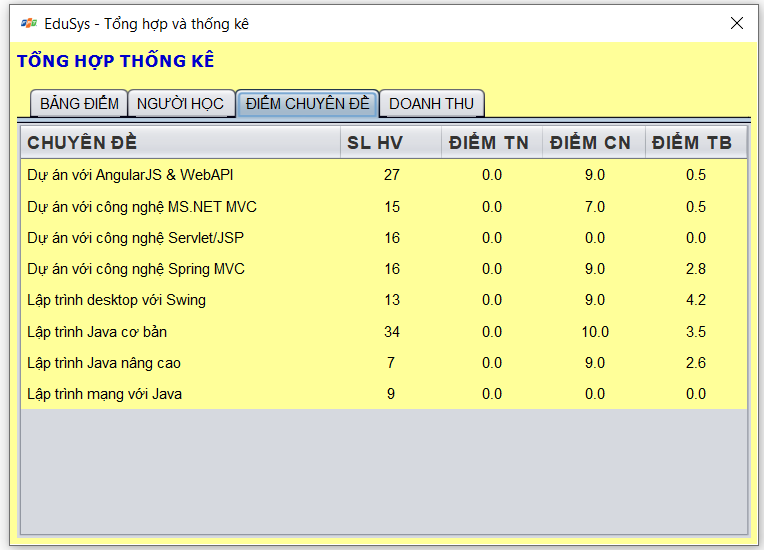 EduSys - Tổng hợp và thống kê
TỔNG HỢP THỐNG KÊ
BẢNG ĐIỂM NGƯỜI HỌC ĐIỂM CHUYÊN ĐỀ DOANH THU
CHUYÊN ĐỀ SL HV ĐIỂM TN ĐIỂM CN ĐIỂM TB
Dự án với AngularJS & WebAPI 27 0.0 9.0 0.5
Dự án với công nghệ MS.NET MVC 15 0.0 7.0 0.5
Dự án với công nghệ Servlet/JSP 16 0.0 0.0 0.0
Dự án với công nghệ Spring MVC 16 0.0 9.0 2.8
Lập trình desktop với Swing 13 0.0 9.0 4.2
Lập trình Java cơ bản 34 0.0 10.0 3.5
Lập trình Java nâng cao 7 0.0 9.0 2.6
Lập trình mạng với Java 9 0.0 0.0 0.0